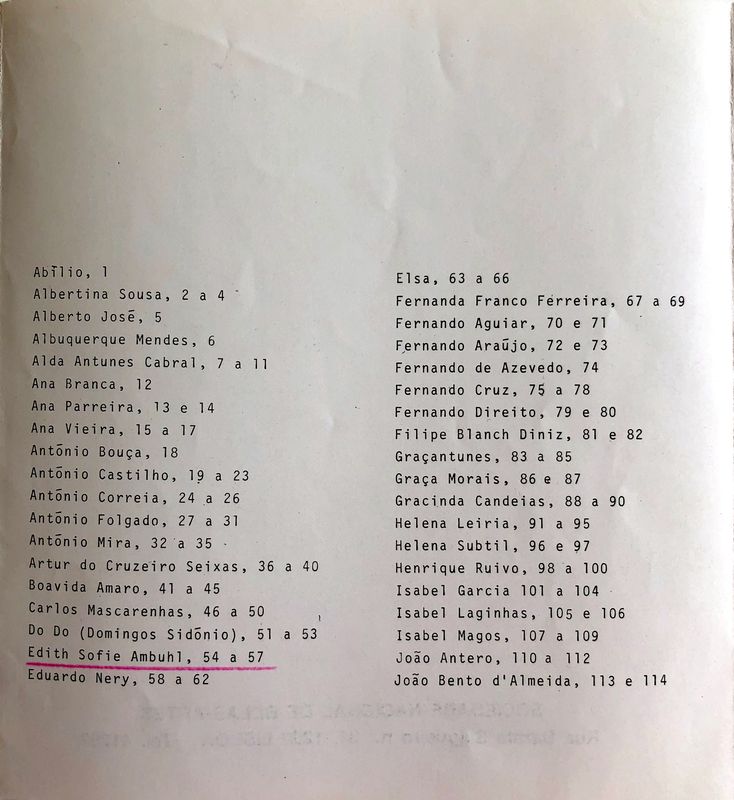 Abílio, 1
Albertina Sousa, 2 a 4
Alberto José, 5
Albuquerque Mendes, 6
Alda Antunes Cabral, 7 a 11
Ana Branca, 12
Ana Parreira, 13 e 14
Ana Vieira, 15 a 17
António Bouça, 18
António Castilho, 19 a 23
António Correia, 24 a 26
António Folgado, 27 a 31
António Mira, 32 a 35
Artur do Cruzeiro Seixas, 36 a 40
Boavida Amaro, 41 a 45
Carlos Mascarenhas, 46 a 50
Do Do (Domingos Sidónio), 51 a 53
Edith Sofie Ambuhl, 54 a 57
Eduardo Nery, 58 a 62
Elsa, 63 a 66
Fernanda Franco Ferreira, 67 a 69
Fernando Aguiar, 70 e 71
Fernando Araújo, 72 e 73
Fernando de Azevedo, 74
Fernando Cruz, 75 a 78
Fernando Direito, 79 e 80
Filipe Blanch Diniz, 81 e 82
Graçantunes, 83 a 85
Graça Morais, 86 e 87
Gracinda Candeias, 88 a 90
Helena Leiria, 91 a 95
Helena Subtil, 96 e 97
Henrique Ruivo, 98 a 100
Isabel Garcia 101 a 104
Isabel Laginhas, 105 e 106
Isabel Magos, 107 a 109
João Antero, 110 a 112
João Bento d'Almeida, 113 e 114
SOCIEDADE NACIONAL DE BELAS-ARTES